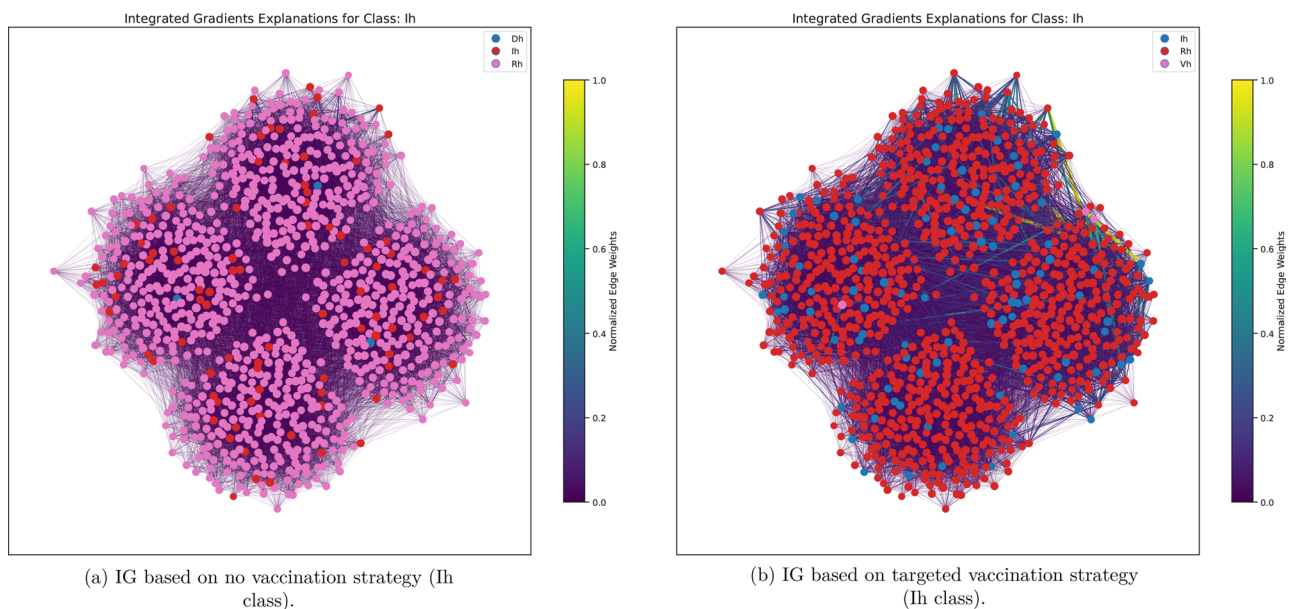 Integrated Gradients Explanations for Class: Ih
Dh
Ih
Rh
1.0
0.8
0.6
0.4
0.2
0.0
Normalized Edge Weights
(a) IG based on no vaccination strategy (Ih
class).
Integrated Gradients Explanations for Class: Ih
Ih
Rh
Vh
1.0
0.8
0.6
0.4
0.2
0.0
Normalized Edge Weights
(b) IG based on targeted vaccination strategy
(Ih class).